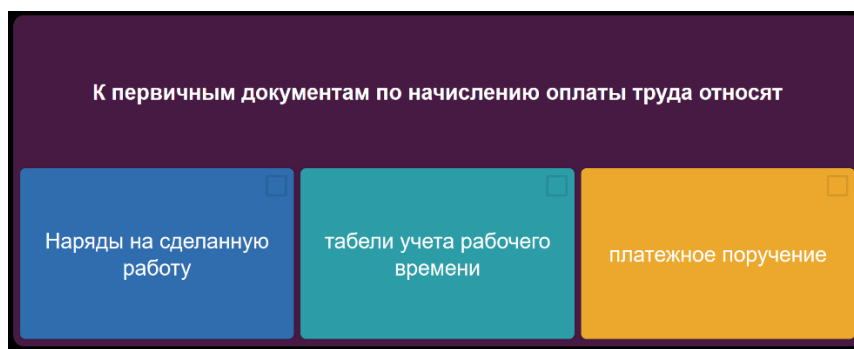 К первичным документам по начислению оплаты труда относят
Наряды на сделанную
работу
табели учета рабочего
времени
платежное поручение